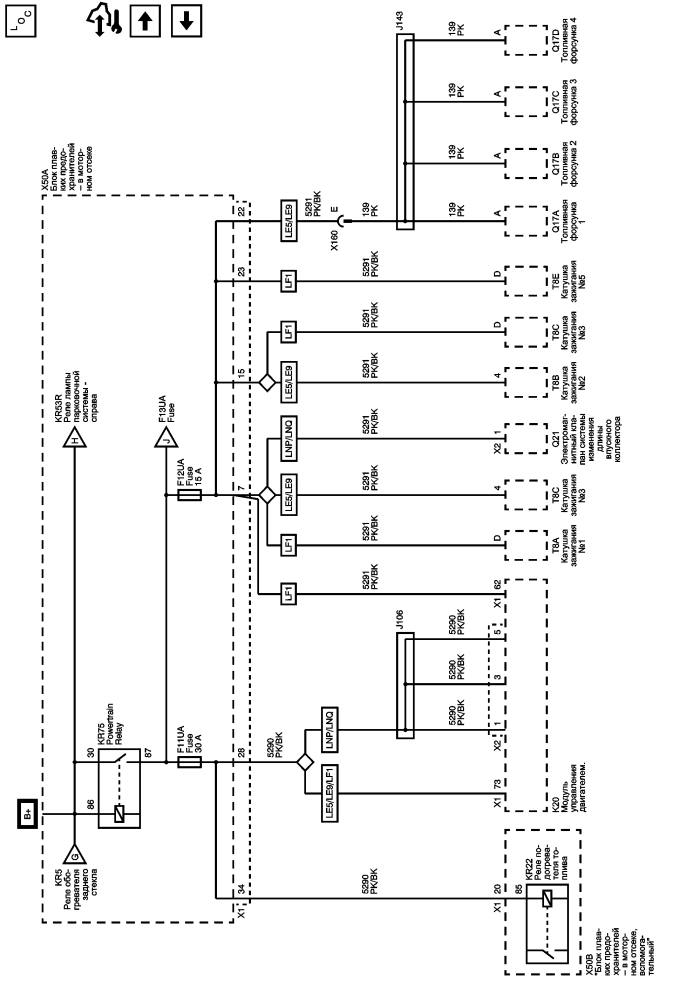 LOC
B+
X50A
Блок плав-
ких предо-
хранителей
– в мотор-
ном отсеке
KR5
Реле обо-
гревателя
заднего
стекла
G
86
30
KR75
Powertrain
Relay
87
KR53R
Реле лампы
парковочной
системы -
справа
H
F13UA
Fuse
J
F11UA
Fuse
30 A
F12UA
Fuse
15 A
X1
34
28
7
15
23
22
5290
PK/BK
5290
PK/BK
LE5/LE9/LF1
LNP/LNQ
J106
5290
PK/BK
5290
PK/BK
5290
PK/BK
LF1
LF1
LE5/LE9
LNP/LNQ
LE5/LE9
LF1
LF1
LE5/LE9
5291
PK/BK
5291
PK/BK
5291
PK/BK
5291
PK/BK
5291
PK/BK
5291
PK/BK
5291
PK/BK
5291
PK/BK
X160
E
139
PK
J143
139
PK
139
PK
139
PK
139
PK
X1
20
85
KR22
Реле по-
догрева-
теля то-
плива
X50B
"Блок плав-
ких предо-
хранителей
– в мотор-
ном отсеке,
вспомога-
тельный"
X1
73
X2
1
3
5
X1
62
K20
Модуль
управления
двигателем.
D
T8A
Катушка
зажигания
№1
4
T8C
Катушка
зажигания
№3
X2
1
Q21
Электромаг-
нитный кла-
пан системы
изменения
длины
впускного
коллектора
4
T8B
Катушка
зажигания
№2
D
T8C
Катушка
зажигания
№3
D
T8E
Катушка
зажигания
№5
A
Q17A
Топливная
форсунка
1
A
Q17B
Топливная
форсунка 2
A
Q17C
Топливная
форсунка 3
A
Q17D
Топливная
форсунка 4